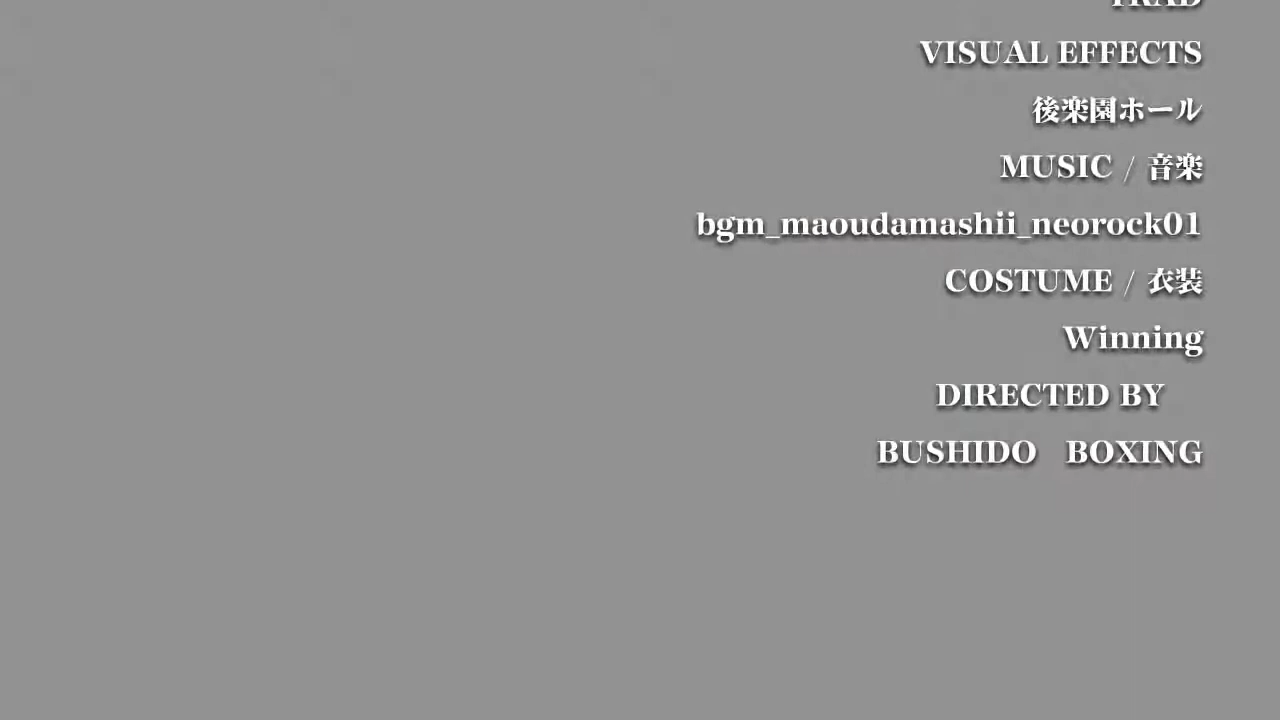 TRAD
VISUAL EFFECTS
後楽園ホール
MUSIC / 音楽
bgm_maoudamashii_neorock01
COSTUME / 衣装
Winning
DIRECTED BY
BUSHIDO　BOXING